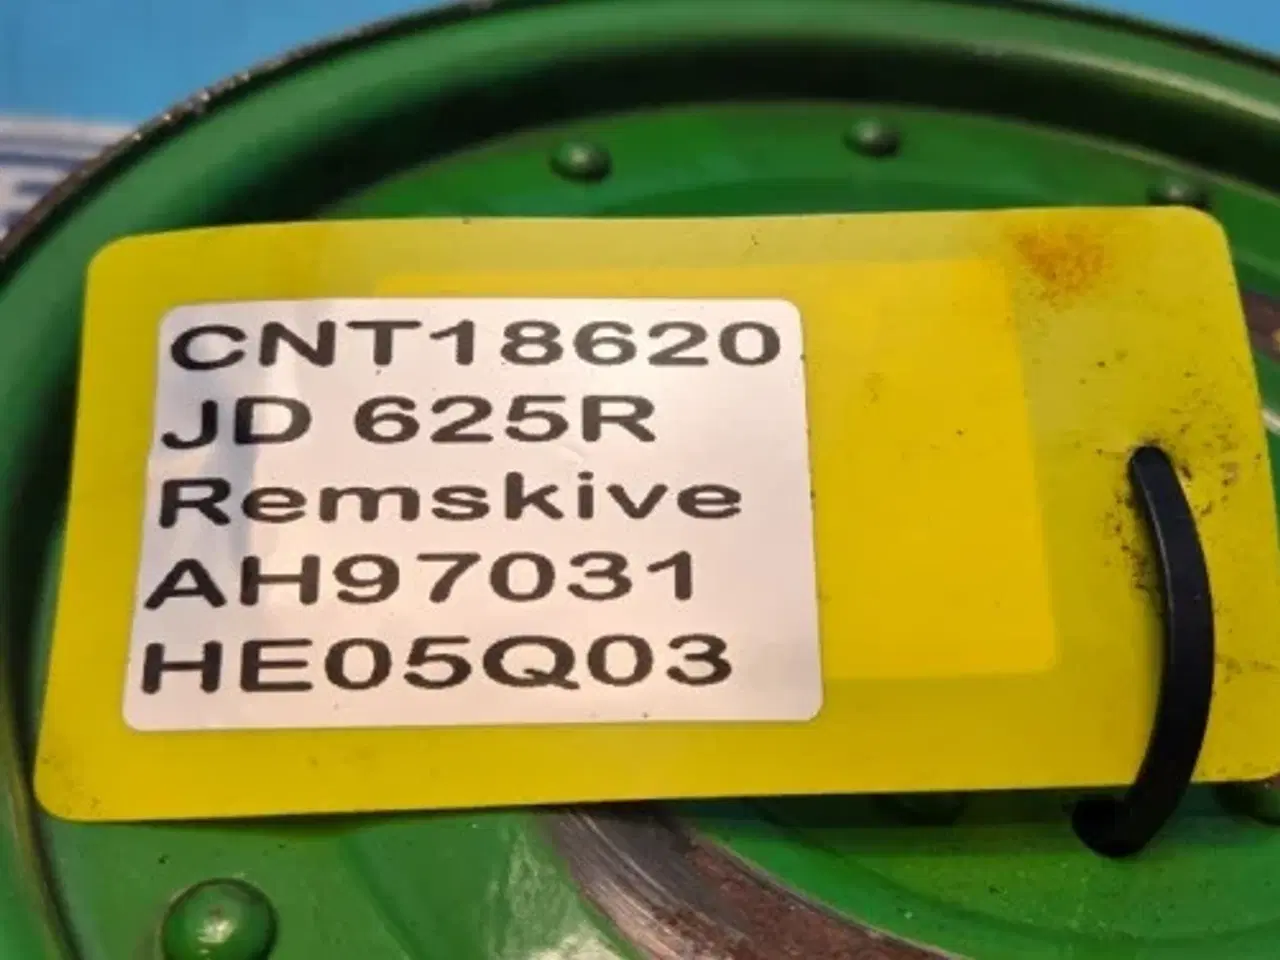 CNT18620
JD 625R
Remskive
AH97031
HE05Q03